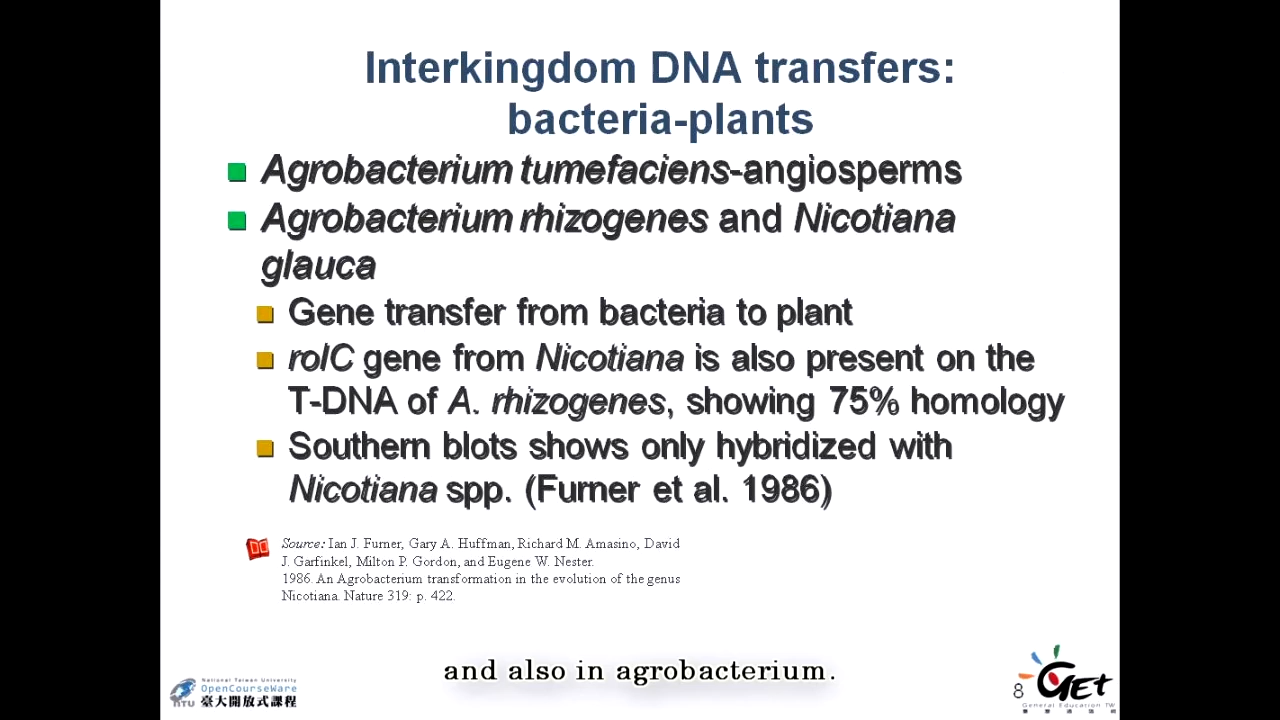 Interkingdom DNA transfers:
bacteria-plants
Agrobacterium tumefaciens-angiosperms
Agrobacterium rhizogenes and Nicotiana
glauca
Gene transfer from bacteria to plant
rolC gene from Nicotiana is also present on the
T-DNA of A. rhizogenes, showing 75% homology
Southern blots shows only hybridized with
Nicotiana spp. (Furner et al. 1986)
Source: Ian J. Furner, Gary A. Huffman, Richard M. Amasino, David
J. Garfinkel, Milton P. Gordon, and Eugene W. Nester.
1986. An Agrobacterium transformation in the evolution of the genus
Nicotiana. Nature 319: p. 422.
and also in agrobacterium.
National Taiwan University
OpenCourseWare
NTU 臺大開放式課程
8
GET
General Education TW